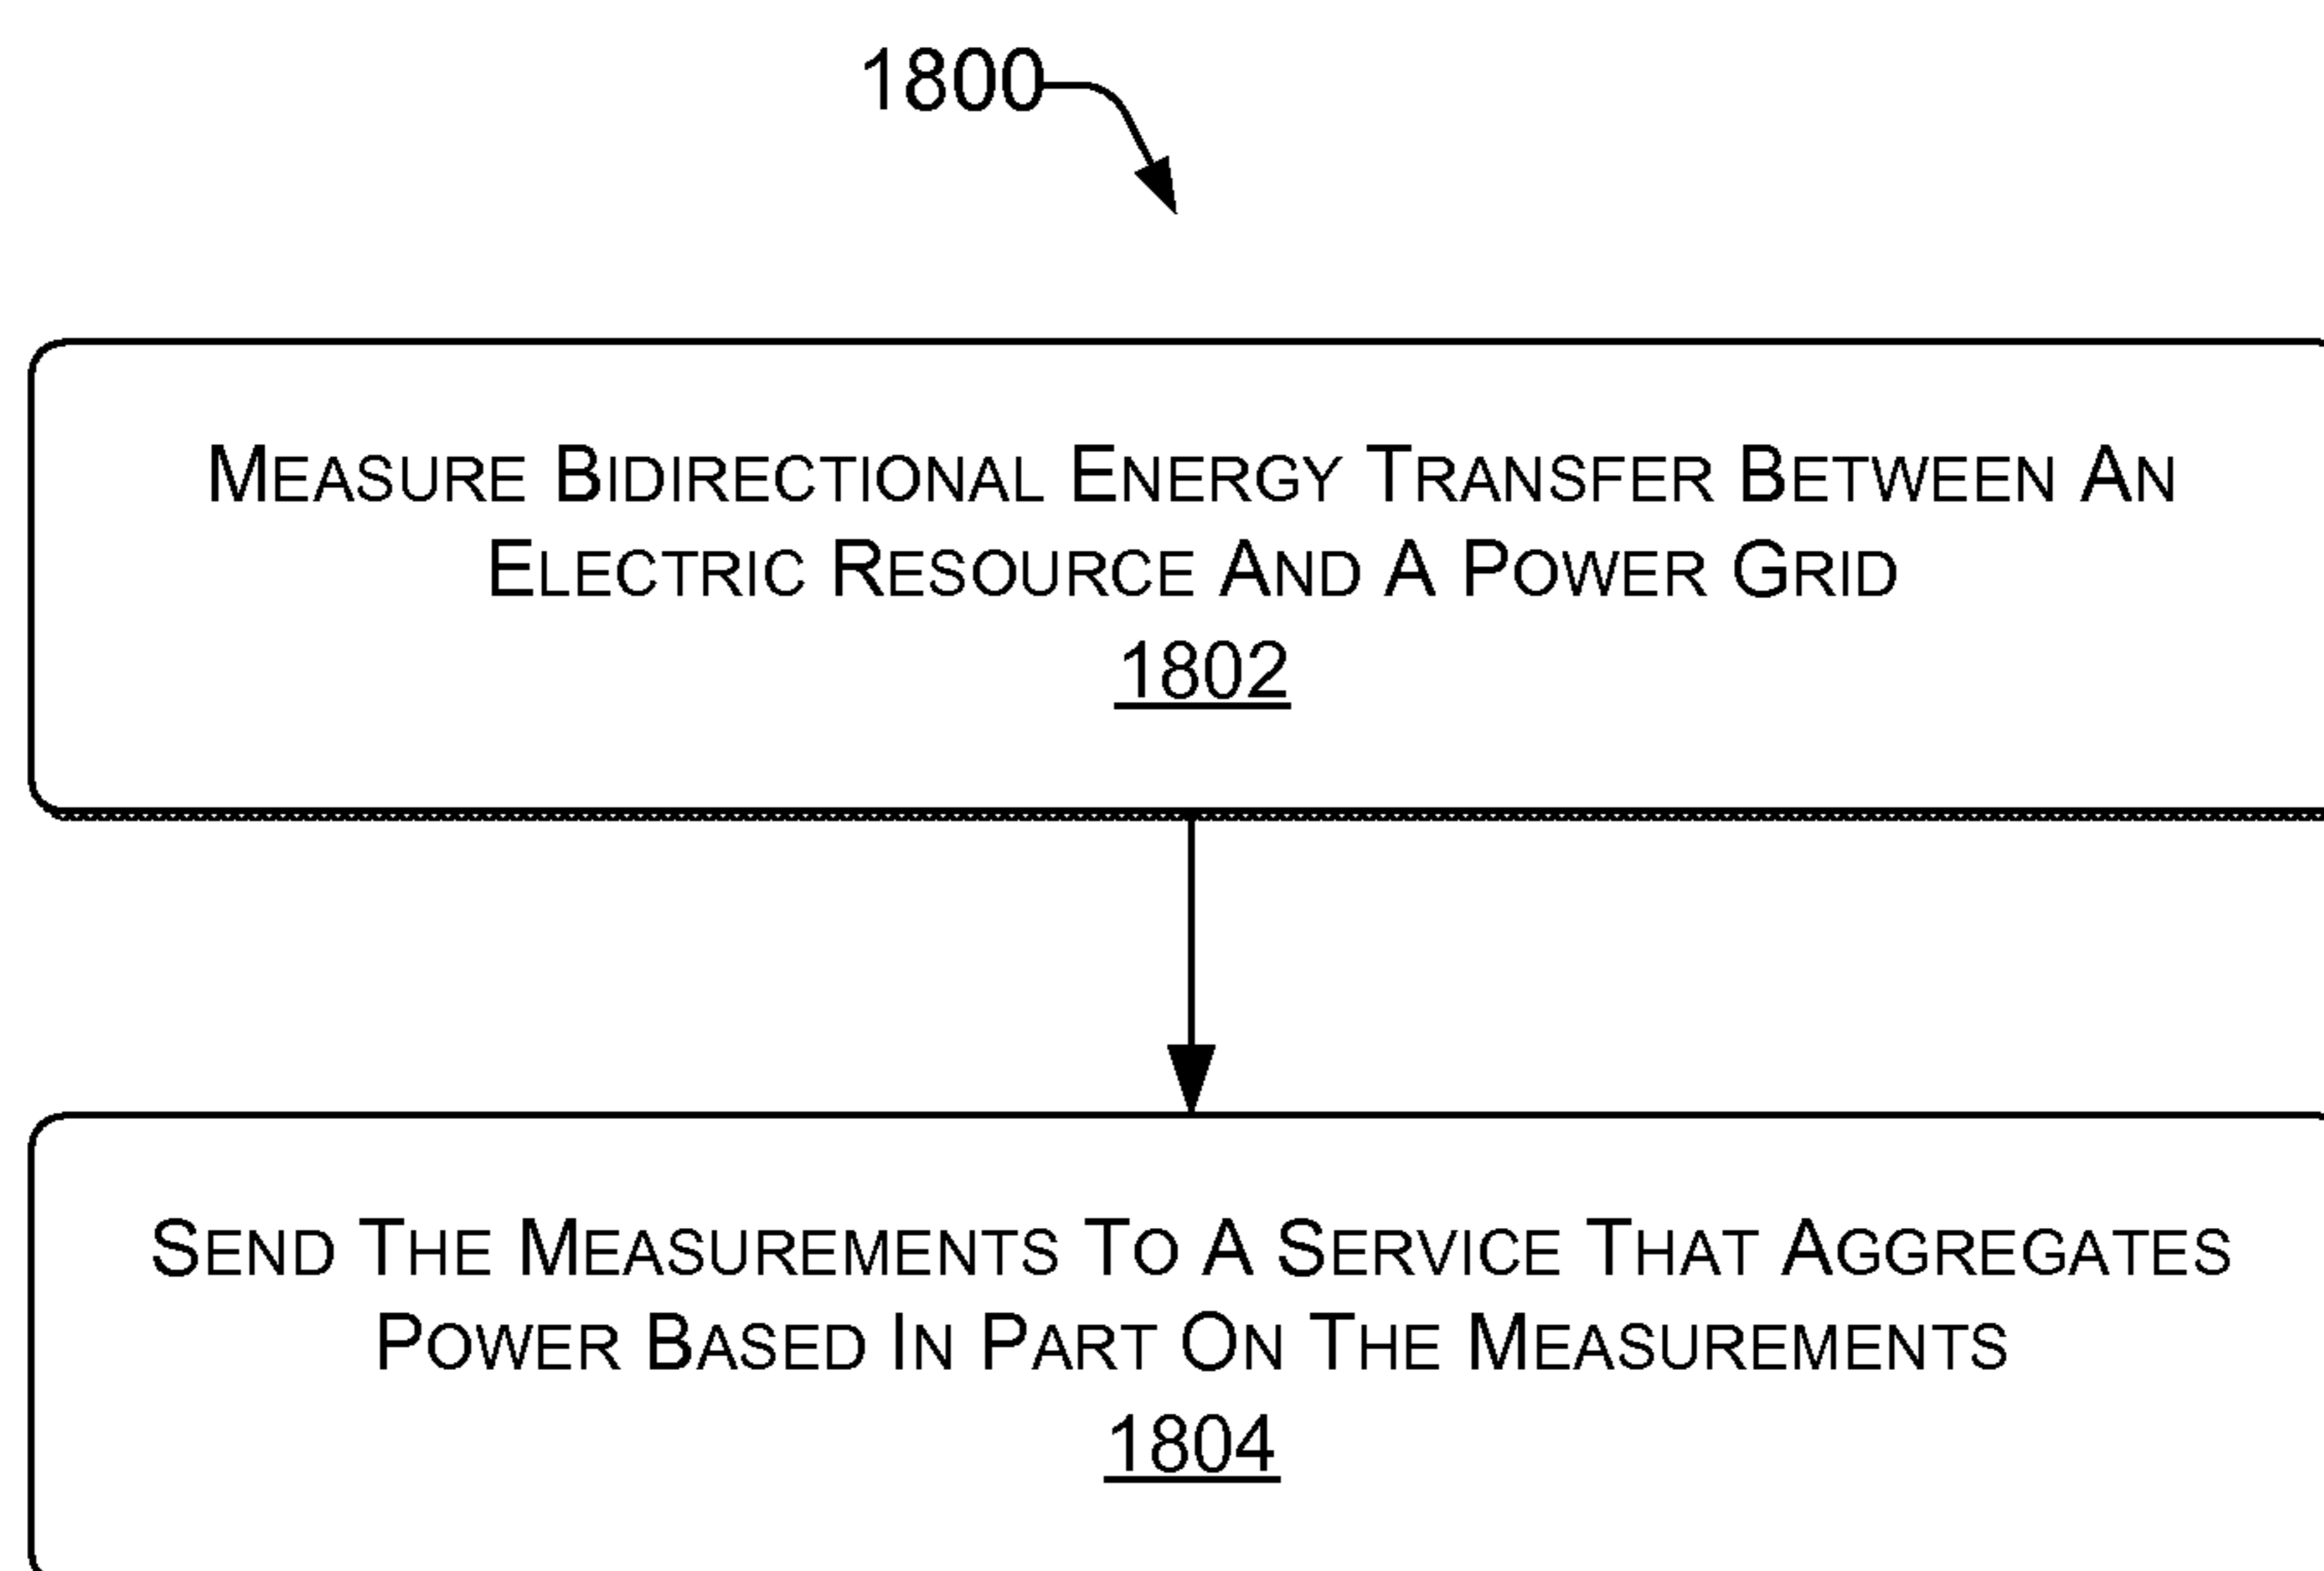 1800
Measure Bidirectional Energy Transfer Between An
Electric Resource And A Power Grid
1802
Send The Measurements To A Service That Aggregates
Power Based In Part On The Measurements
1804